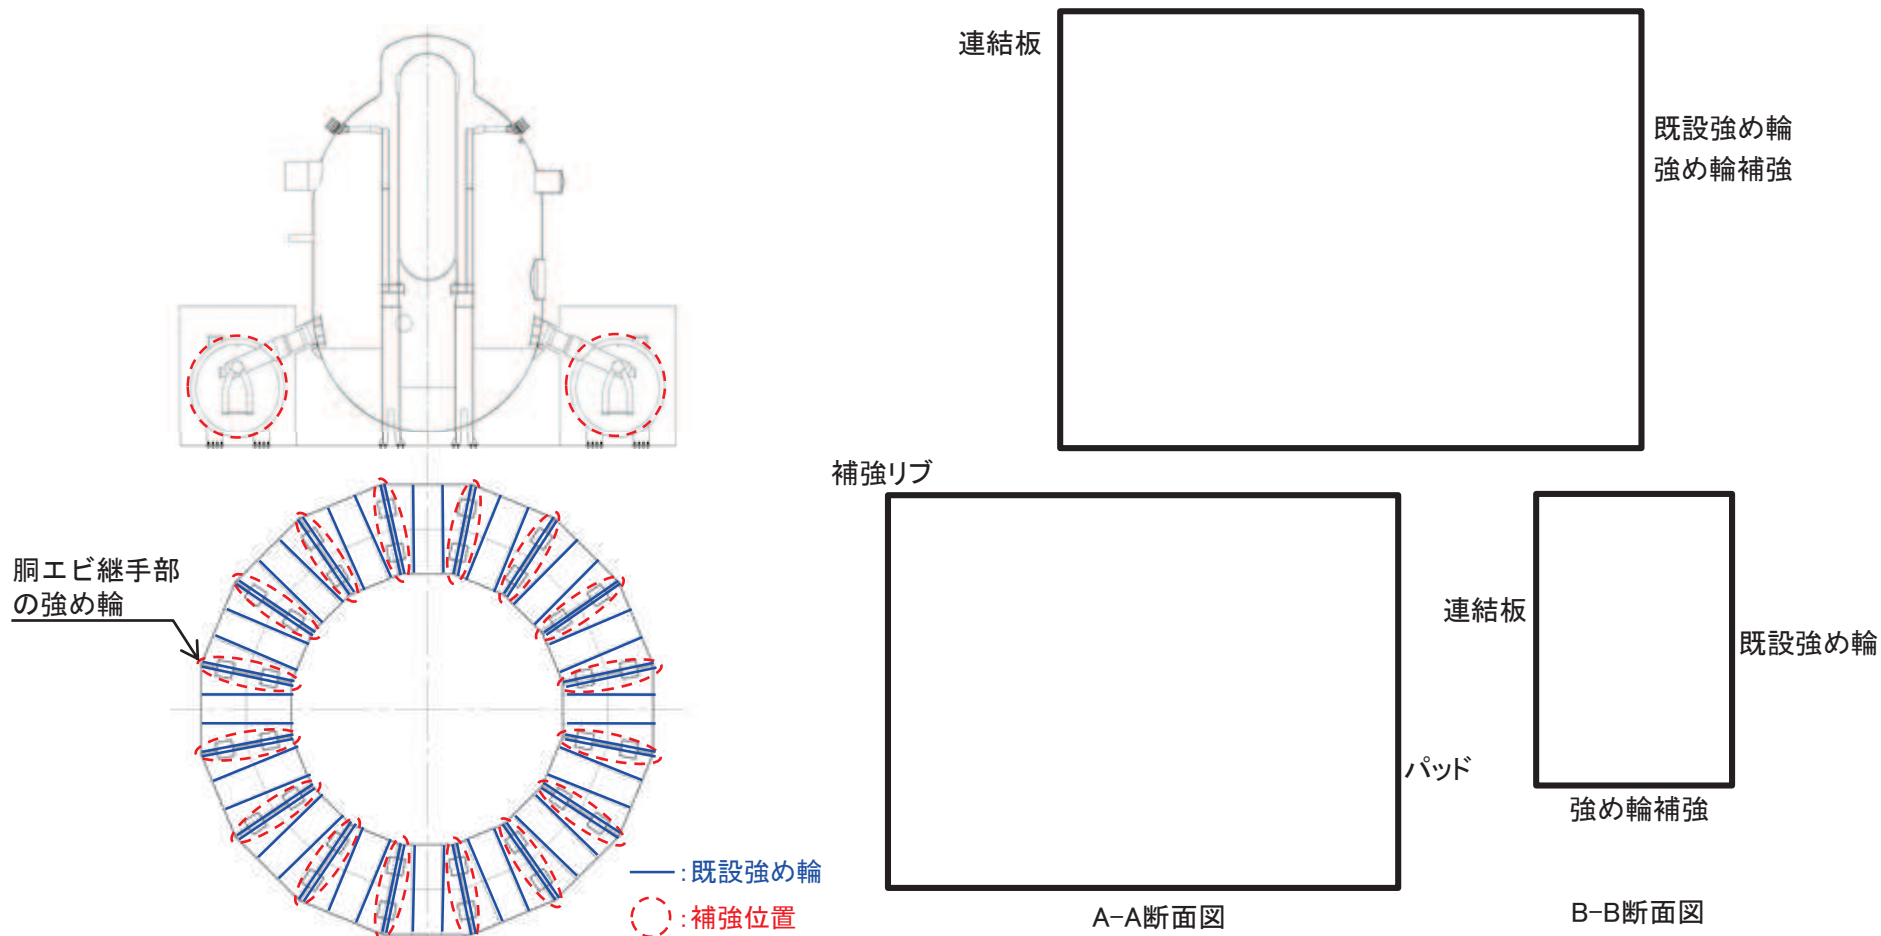 連結板
既設強め輪
強め輪補強
補強リブ
胴エビ継手部
の強め輪
連結板
既設強め輪
パッド
強め輪補強
:既設強め輪
:補強位置
A-A断面図
B-B断面図